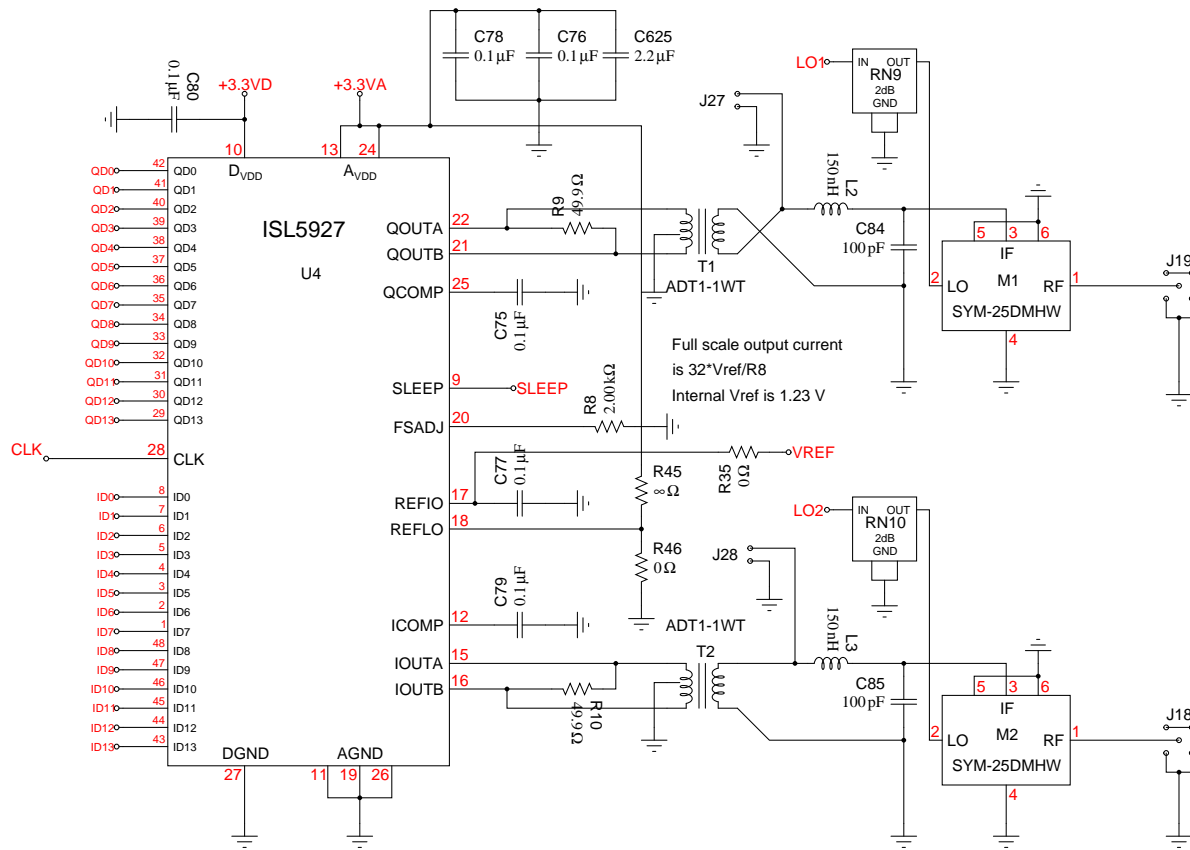 C78
0.1µF
C76
0.1µF
C625
2.2µF
C80
0.1µF
+3.3VD
+3.3VA
J27
LO1
IN OUT
RN9
2dB
GND
10
13
24
DVDD
AVDD
ISL5927
U4
QD0 42 QD0
QD1 41 QD1
QD2 40 QD2
QD3 39 QD3
QD4 38 QD4
QD5 37 QD5
QD6 36 QD6
QD7 35 QD7
QD8 34 QD8
QD9 33 QD9
QD10 32 QD10
QD11 31 QD11
QD12 30 QD12
QD13 29 QD13
CLK 28 CLK
ID0 8 ID0
ID1 7 ID1
ID2 6 ID2
ID3 5 ID3
ID4 4 ID4
ID5 3 ID5
ID6 2 ID6
ID7 1 ID7
ID8 48 ID8
ID9 47 ID9
ID10 46 ID10
ID11 45 ID11
ID12 44 ID12
ID13 43 ID13
DGND
27
AGND
11 19 26
QOUTA 22
QOUTB 21
QCOMP 25
SLEEP 9 SLEEP
FSADJ 20
REFIO 17
REFLO 18
ICOMP 12
IOUTA 15
IOUTB 16
R9
49.9Ω
C75
0.1µF
R8
2.00kΩ
C77
0.1µF
R35
0Ω
VREF
R45
∞Ω
R46
0Ω
C79
0.1µF
R10
49.9Ω
T1
ADT1-1WT
Full scale output current
is 32*Vref/R8
Internal Vref is 1.23 V
L2
150nH
C84
100pF
5 3 6
IF
2 LO
M1
RF 1
SYM-25DMHW
4
J19
LO2
IN OUT
RN10
2dB
GND
J28
ADT1-1WT
T2
L3
150nH
C85
100pF
5 3 6
IF
2 LO
M2
RF 1
SYM-25DMHW
4
J18